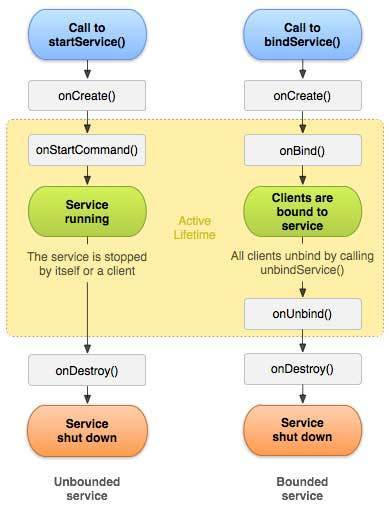 Call to
startService()
onCreate()
onStartCommand()
Service
running
The service is stopped
by itself or a client
onDestroy()
Service
shut down
Unbounded
service
Active
Lifetime
Call to
bindService()
onCreate()
onBind()
Clients are
bound to
service
All clients unbind by calling
unbindService()
onUnbind()
onDestroy()
Service
shut down
Bounded
service